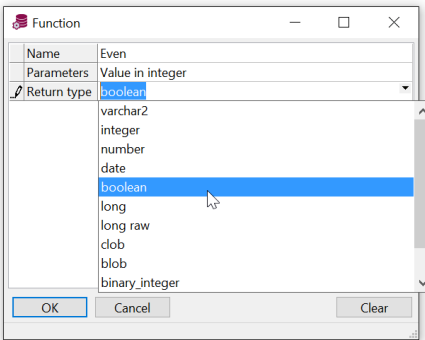 Function
Name Even
Parameters Value in integer
Return type boolean
varchar2
integer
number
date
boolean
long
long raw
clob
blob
binary_integer
OK Cancel Clear